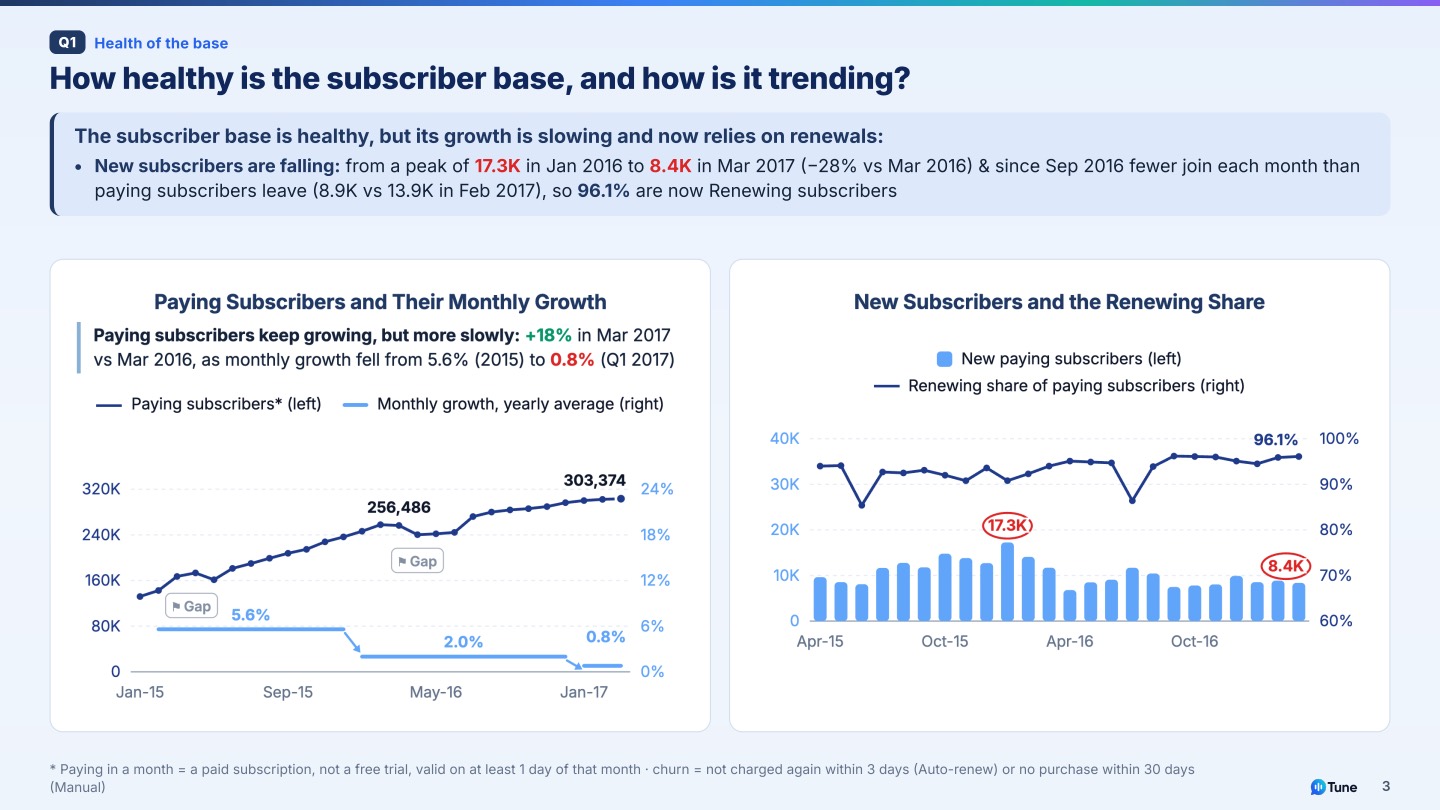 Q1 Health of the base
How healthy is the subscriber base, and how is it trending?
The subscriber base is healthy, but its growth is slowing and now relies on renewals:
• New subscribers are falling: from a peak of 17.3K in Jan 2016 to 8.4K in Mar 2017 (−28% vs Mar 2016) & since Sep 2016 fewer join each month than
paying subscribers leave (8.9K vs 13.9K in Feb 2017), so 96.1% are now Renewing subscribers
Paying Subscribers and Their Monthly Growth
Paying subscribers keep growing, but more slowly: +18% in Mar 2017
vs Mar 2016, as monthly growth fell from 5.6% (2015) to 0.8% (Q1 2017)
Paying subscribers* (left) Monthly growth, yearly average (right)
303,374
320K 24%
256,486
240K 18%
Gap
160K 12%
Gap
5.6%
80K 6%
2.0% 0.8%
0 0%
Jan-15 Sep-15 May-16 Jan-17
New Subscribers and the Renewing Share
New paying subscribers (left)
Renewing share of paying subscribers (right)
40K 96.1% 100%
30K 90%
17.3K
20K 80%
8.4K
10K 70%
0 60%
Apr-15 Oct-15 Apr-16 Oct-16
* Paying in a month = a paid subscription, not a free trial, valid on at least 1 day of that month · churn = not charged again within 3 days (Auto-renew) or no purchase within 30 days
(Manual)
Tune 3